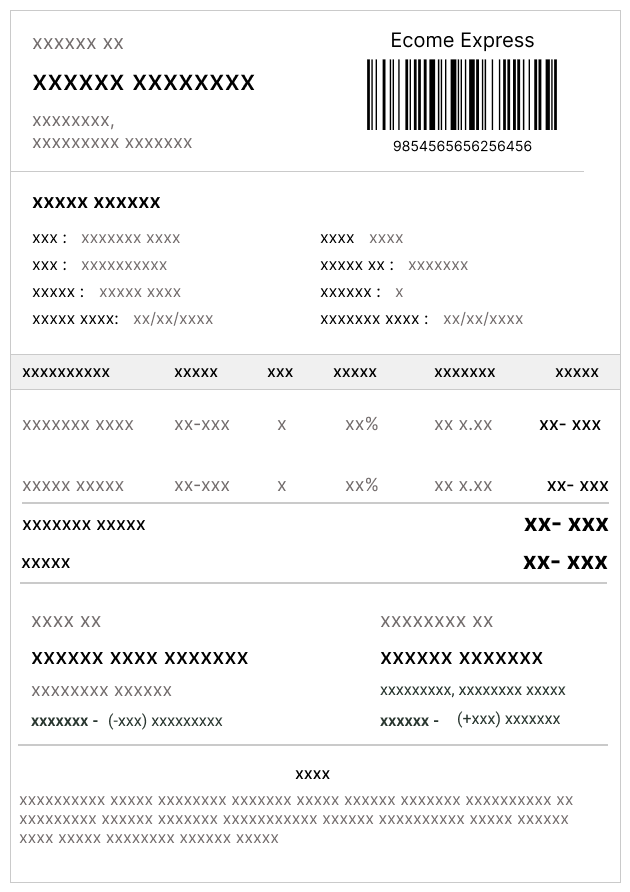 xxxxxx xx
xxxxxx xxxxxxxx
xxxxxxxx,
xxxxxxxxx xxxxxxx
Ecome Express
9854565656256456
xxxxx xxxxxx
xxx : xxxxxxx xxxx
xxxx xxxx
xxx : xxxxxxxxxx
xxxxx xx : xxxxxxx
xxxxx : xxxxx xxxx
xxxxxx : x
xxxxx xxxx: xx/xx/xxxx
xxxxxxx xxxx : xx/xx/xxxx
xxxxxxxxxx xxxxx xxx xxxxx xxxxxxx xxxxx
xxxxxxx xxxx xx-xxx x xx% xx x.xx xx- xxx
xxxxx xxxxx xx-xxx x xx% xx x.xx xx- xxx
xxxxxxx xxxxx xx- xxx
xxxxx xx- xxx
xxxx xx
xxxxxx xxxx xxxxxxx
xxxxxxxx xxxxxx
xxxxxxx - (-xxx) xxxxxxxxx
xxxxxxxx xx
xxxxxx xxxxxxx
xxxxxxxxx, xxxxxxxx xxxxx
xxxxxx - (+xxx) xxxxxxx
xxxx
xxxxxxxxxx xxxxx xxxxxxxx xxxxxxx xxxxx xxxxxx xxxxxxx xxxxxxxxxx xx
xxxxxxxxx xxxxxx xxxxxxx xxxxxxxxxxx xxxxxx xxxxxxxxxx xxxxx xxxxxx
xxxx xxxxx xxxxxxxx xxxxxx xxxxx